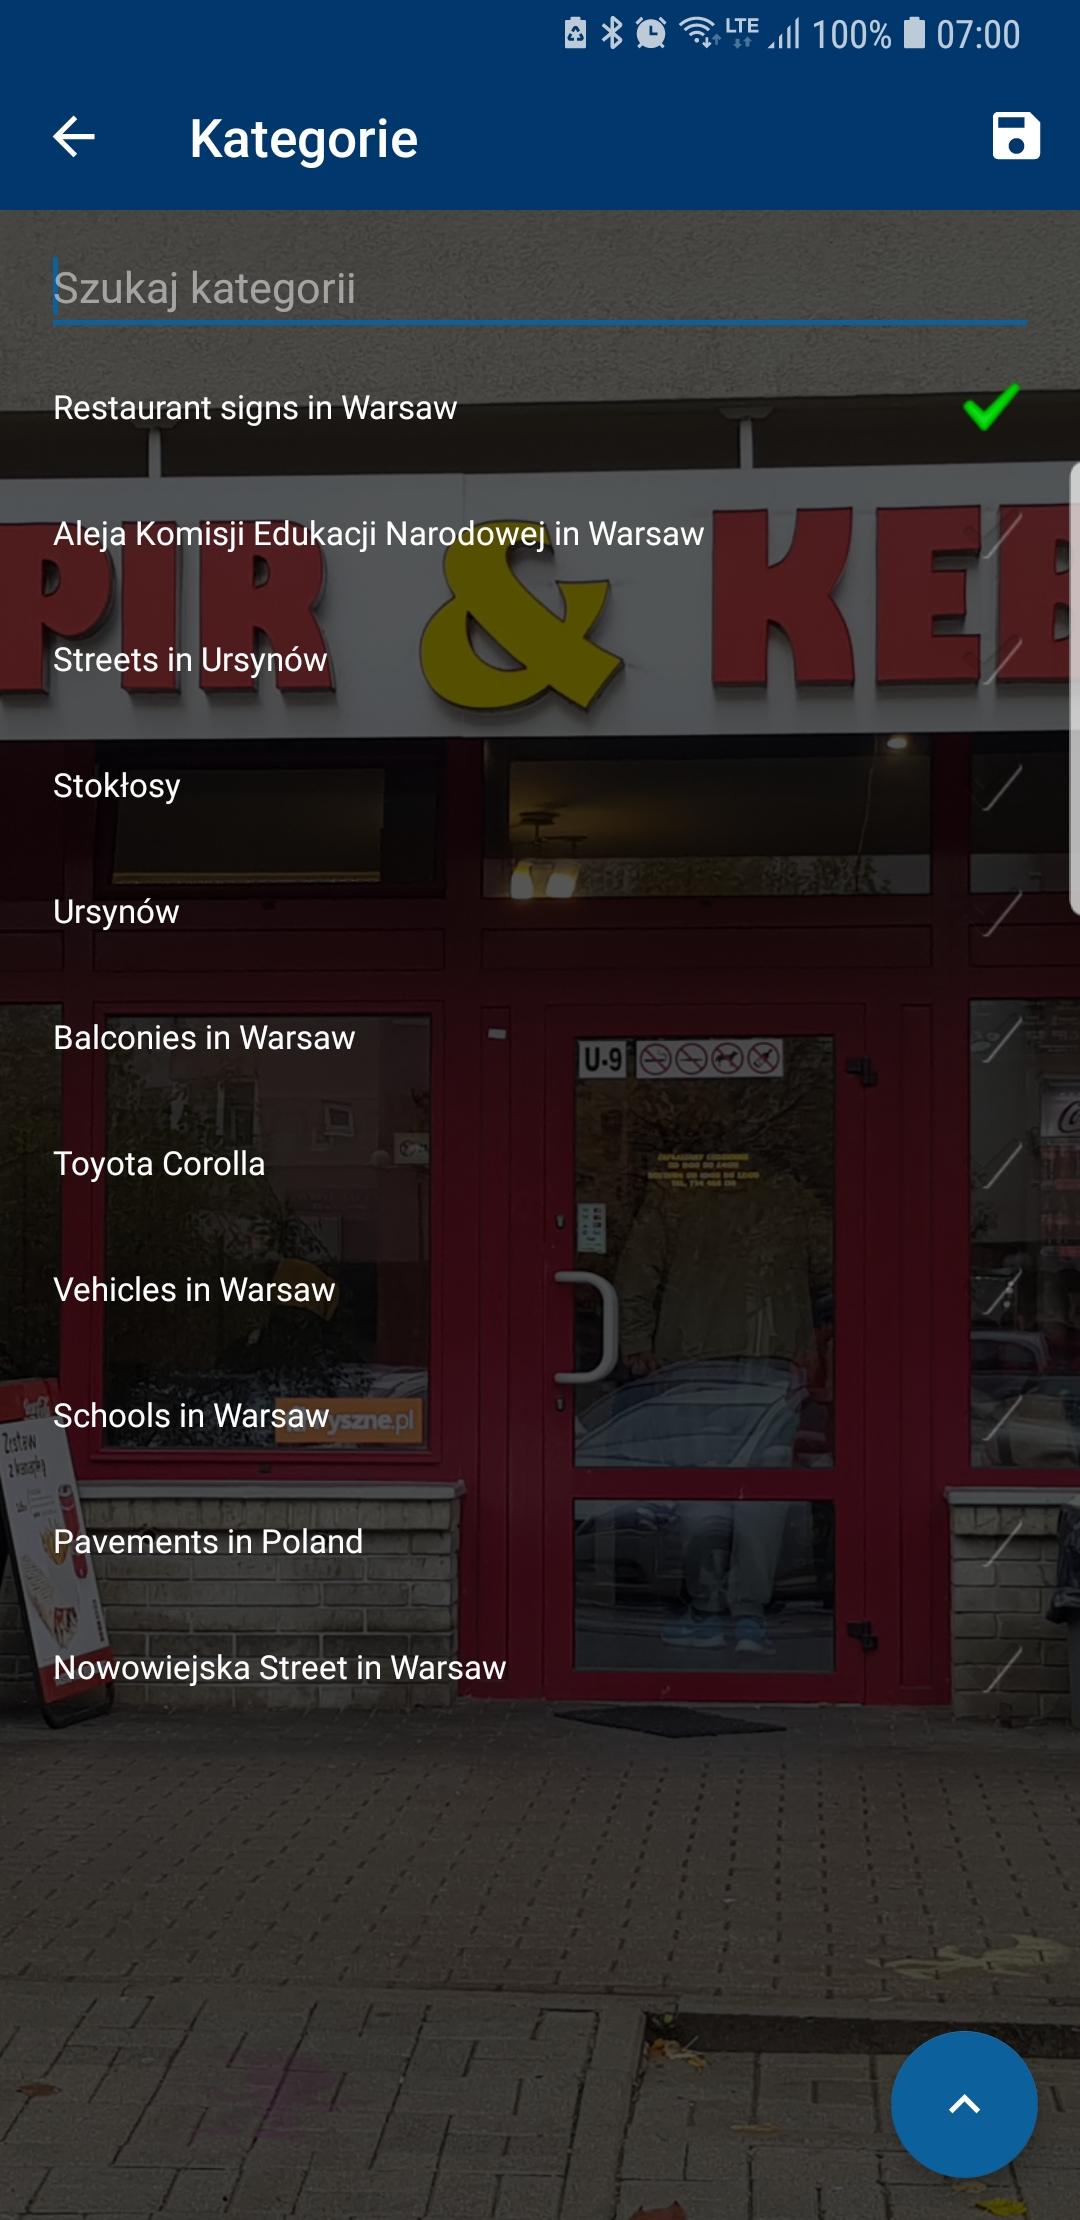 LTE 100% 07:00
Kategorie
Szukaj kategorii
Restaurant signs in Warsaw
Aleja Komisji Edukacji Narodowej in Warsaw
PIR & KEB
Streets in Ursynów
Stokłosy
Ursynów
Balconies in Warsaw
U-9
Toyota Corolla
Vehicles in Warsaw
Schools in Warsaw
yszne.pl
Zestaw
z kanapką
Pavements in Poland
Nowowiejska Street in Warsaw